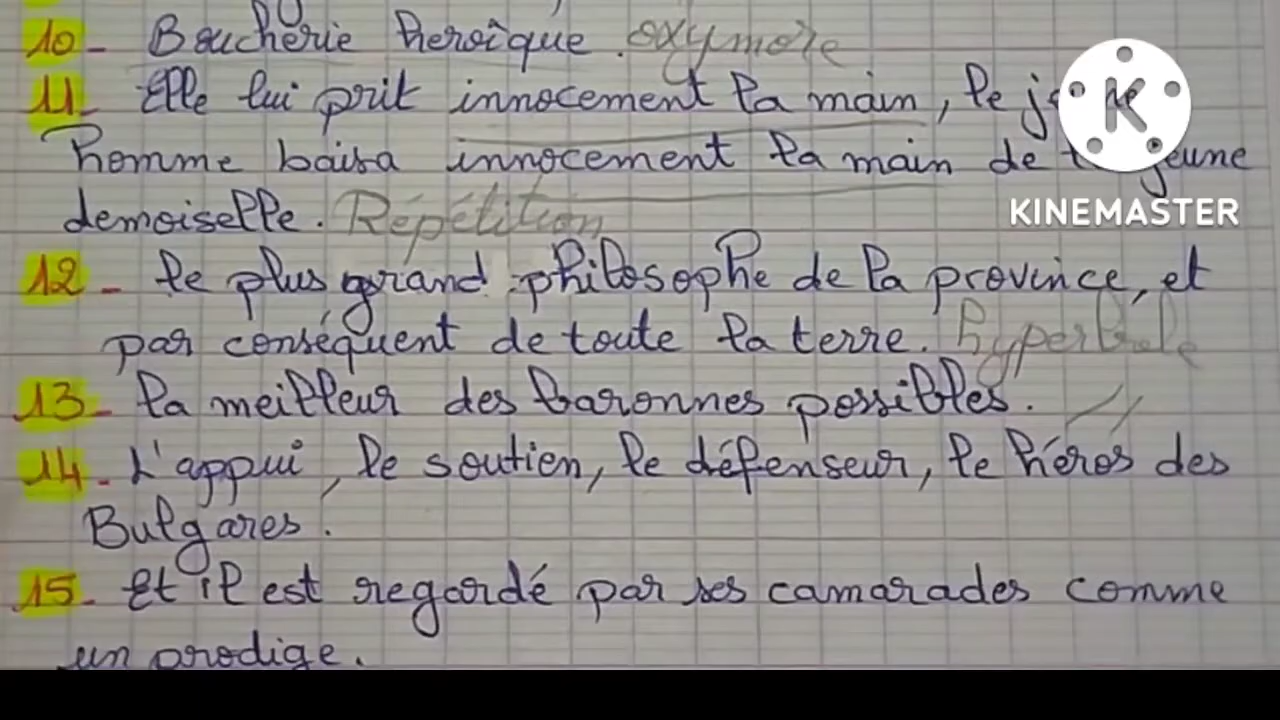 10- Boucherie heroîque. oxymore
11- Elle lui prit innocement la main, le
homme baisa innocement la main de jeune
demoiselle. Répétition
12- le plus grand philosophe de la province, et
par conséquent de toute la terre. hyperbole
13- la meilleur des baronnes possibles. //
14- L'appui, le soutien, le défenseur, le héros des
Bulgares.
15- Et il est regardé par ses camarades comme
un prodige.
K
KINEMASTER